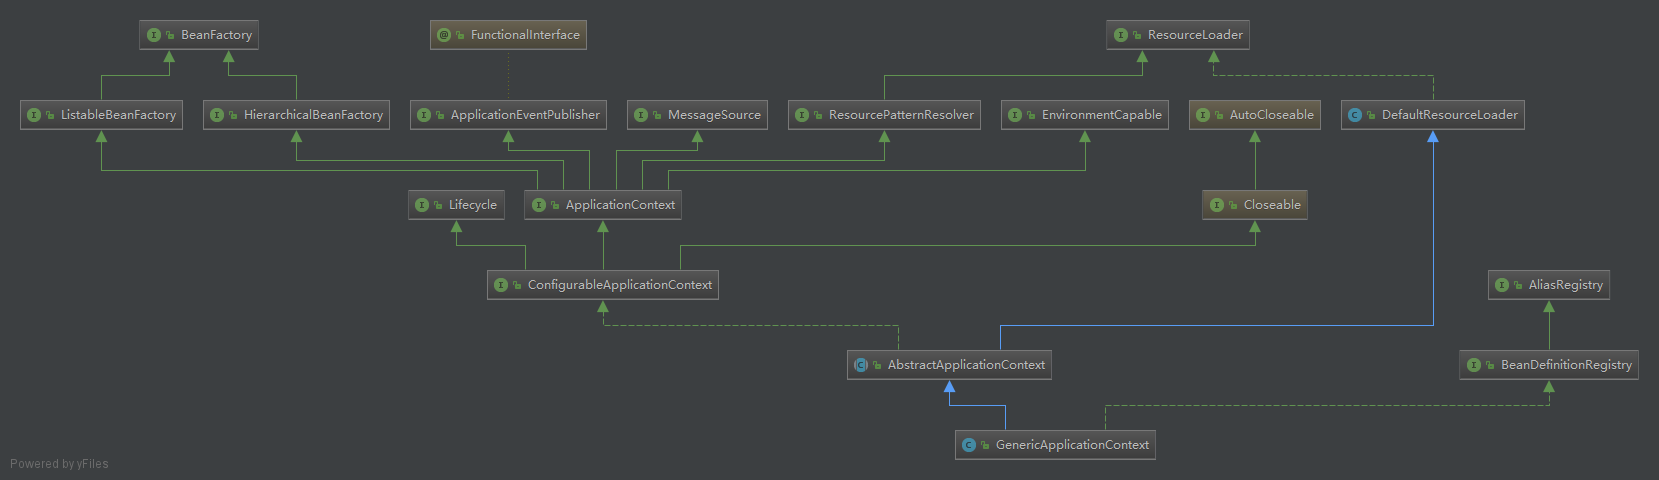 BeanFactory
FunctionalInterface
ResourceLoader
ListableBeanFactory
HierarchicalBeanFactory
ApplicationEventPublisher
MessageSource
ResourcePatternResolver
EnvironmentCapable
AutoCloseable
DefaultResourceLoader
Lifecycle
ApplicationContext
Closeable
ConfigurableApplicationContext
AliasRegistry
AbstractApplicationContext
BeanDefinitionRegistry
GenericApplicationContext
Powered by yFiles